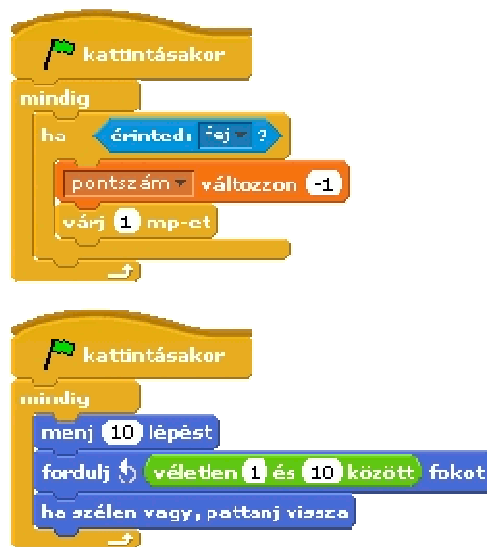 kattintásakor
mindig
ha érinted: fej ?
pontszám változzon -1
várj 1 mp-et
kattintásakor
mindig
menj 10 lépést
fordulj véletlen 1 és 10 között fokot
ha szélen vagy, pattanj vissza